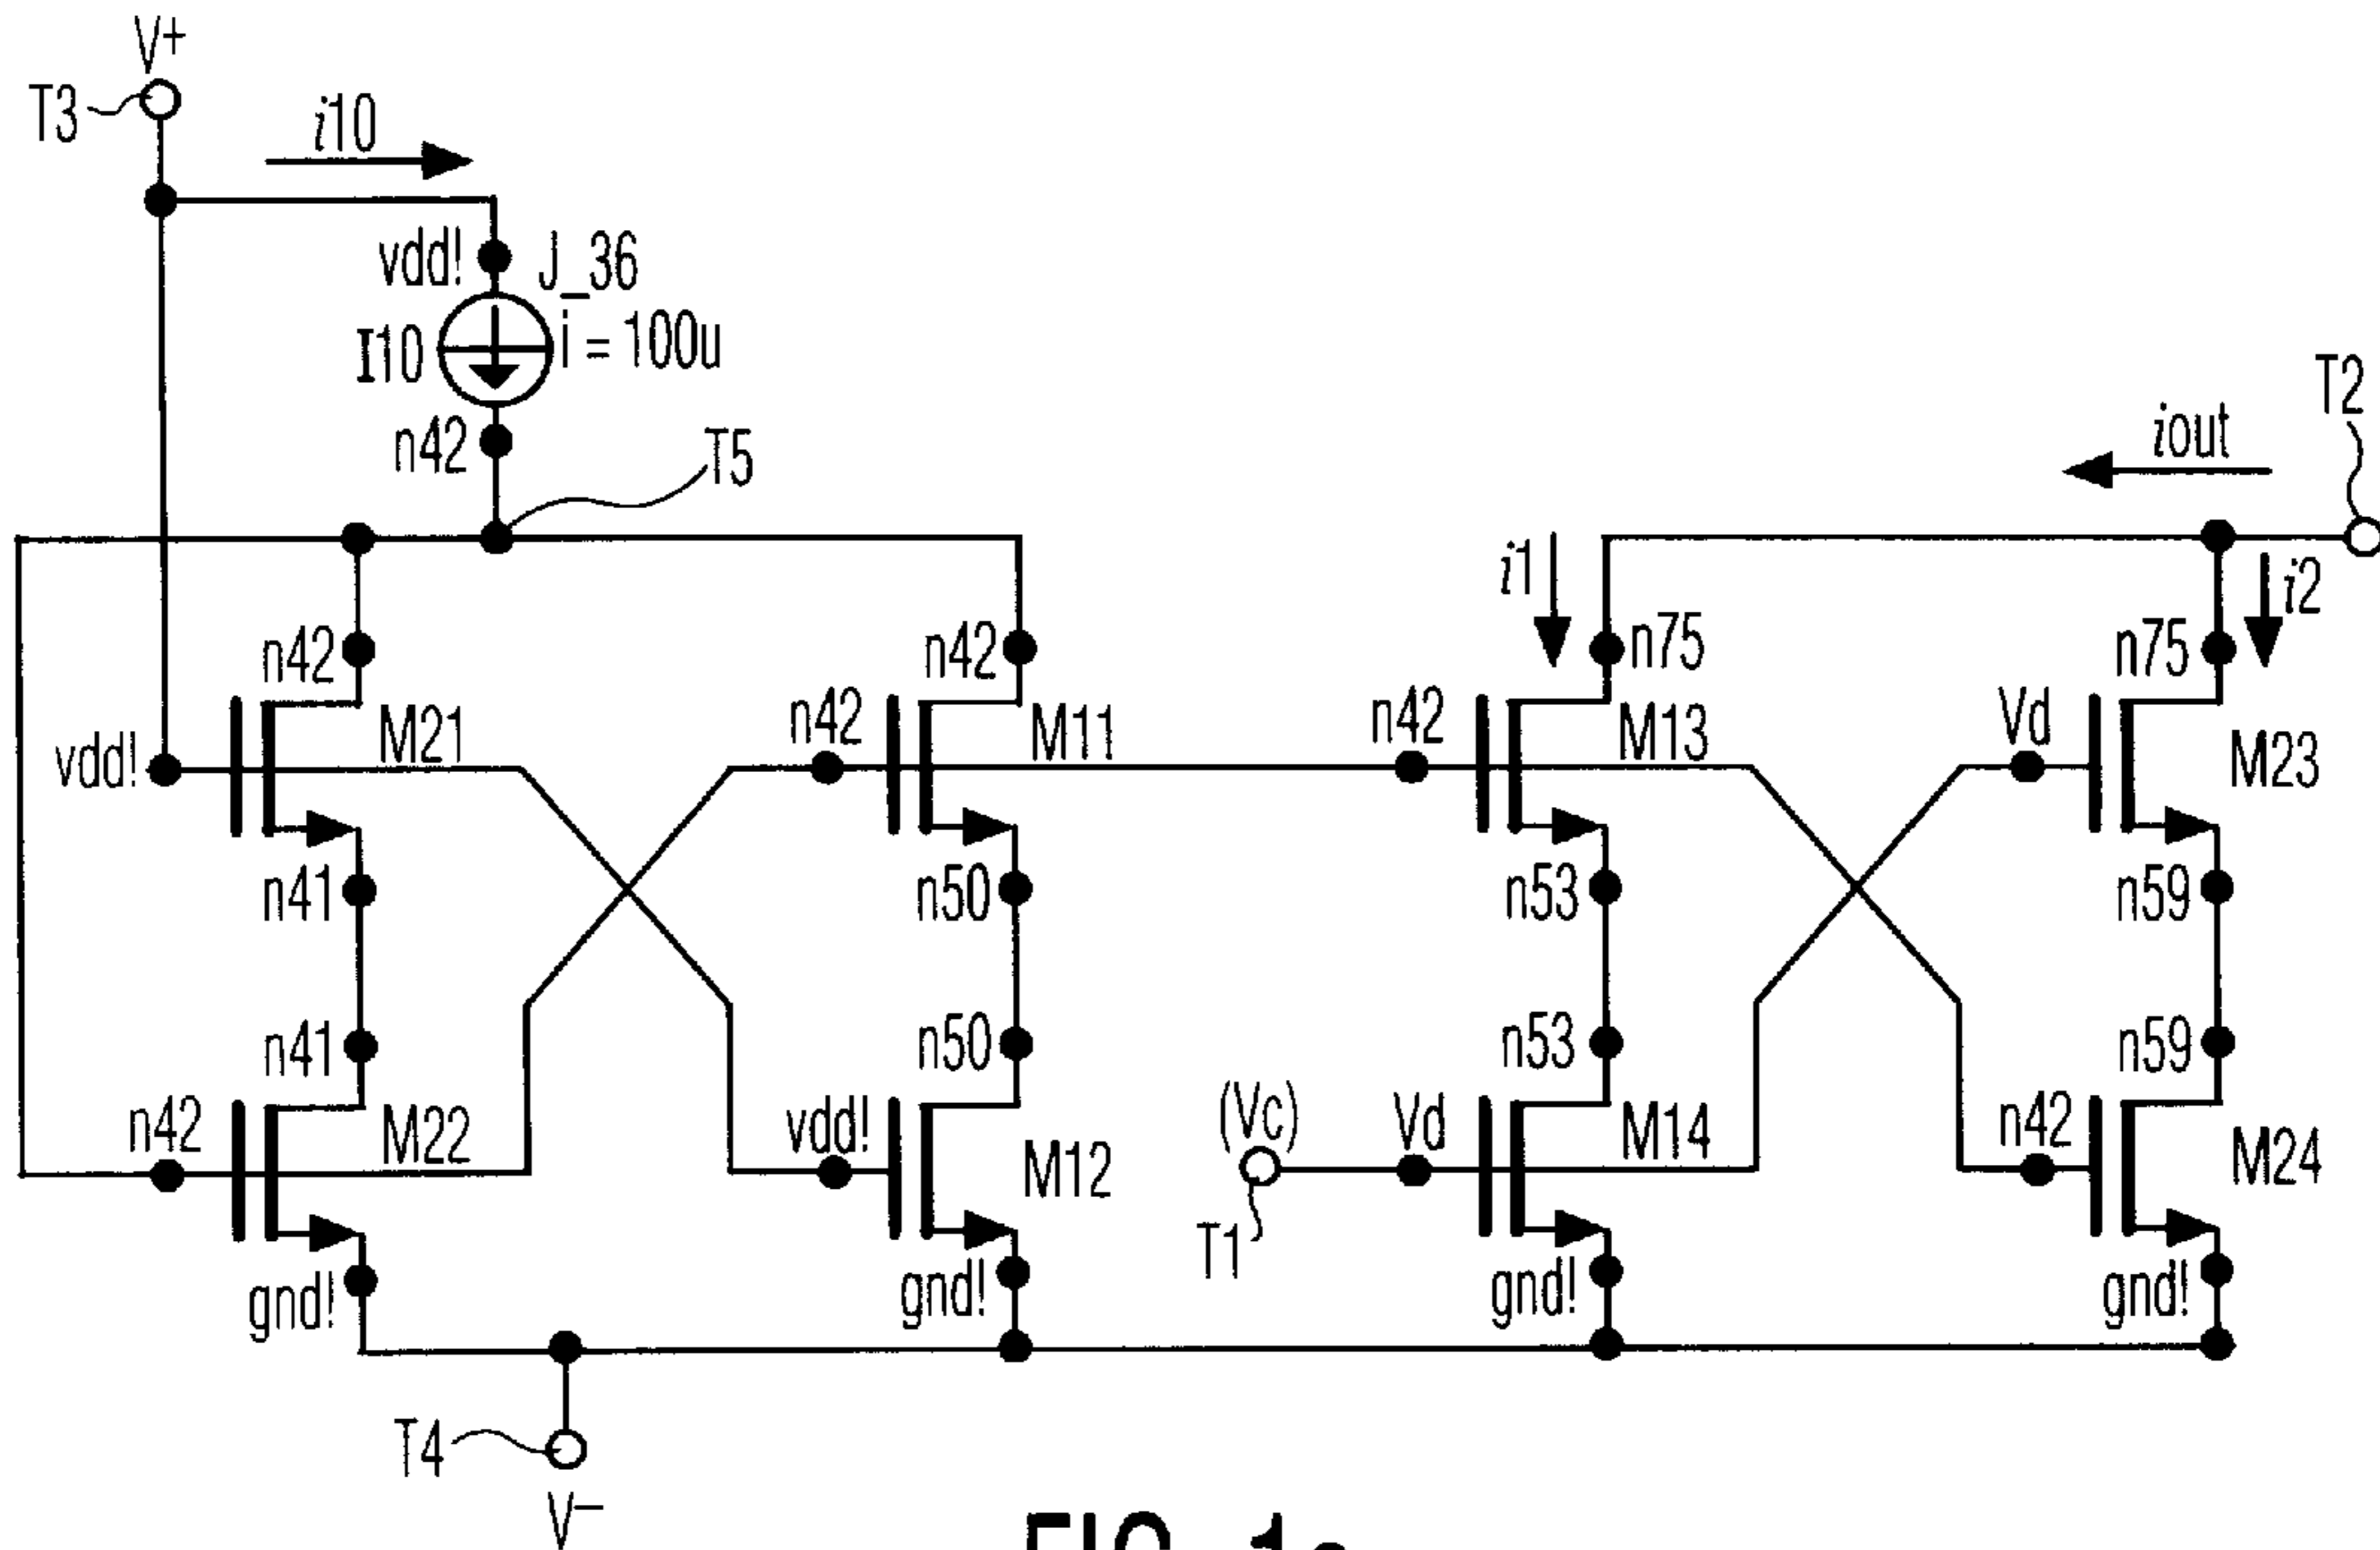 V+
T3
i10
vdd!
J_36
I10
i = 100u
n42
T5
T2
iout
i1
i2
n42
n42
n75
n75
n42
n42
Vd
M21
M11
M13
M23
vdd!
n41
n50
n53
n59
n41
n50
n53
n59
n42
M22
vdd!
M12
(Vc)
Vd
M14
n42
M24
T1
gnd!
gnd!
gnd!
gnd!
T4
V−